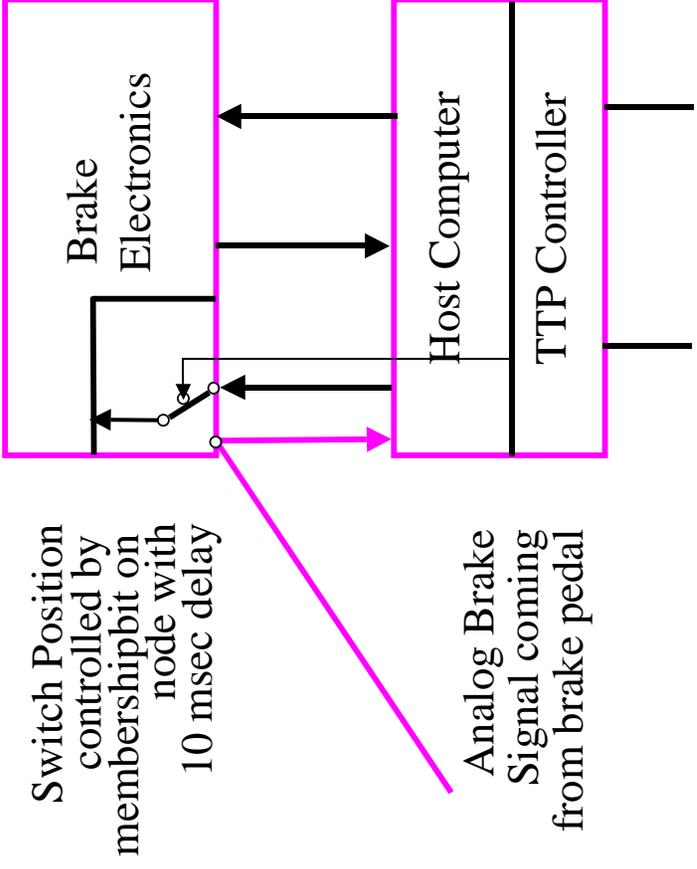 Switch Position
controlled by
membershipbit on
node with
10 msec delay
Brake
Electronics
Analog Brake
Signal coming
from brake pedal
Host Computer
TTP Controller